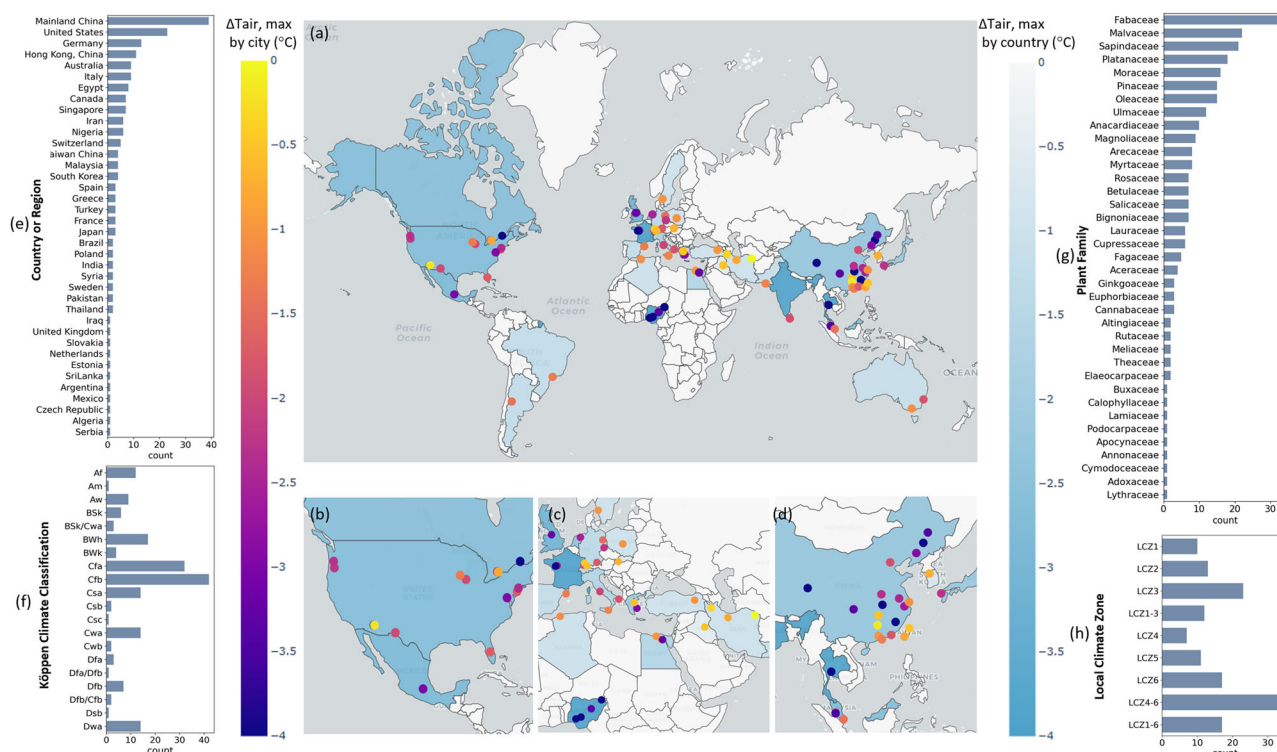 Mainland China
United States
Germany
Hong Kong, China
Australia
Italy
Egypt
Canada
Singapore
Iran
Nigeria
Switzerland
aiwan China
Malaysia
South Korea
Spain
Greece
Turkey
France
Japan
Brazil
Poland
India
Syria
Sweden
Pakistan
Thailand
Iraq
United Kingdom
Slovakia
Netherlands
Estonia
SriLanka
Argentina
Mexico
Czech Republic
Algeria
Serbia
0 10 20 30 40
count
(e)
Country or Region
Af
Am
Aw
BSk
BSk/Cwa
BWh
BWk
Cfa
Cfb
Csa
Csb
Csc
Cwa
Cwb
Dfa
Dfa/Dfb
Dfb
Dfb/Cfb
Dsb
Dwa
0 20 40
count
(f)
Köppen Climate Classification
ΔTair, max
by city (°C)
0
−0.5
−1
−1.5
−2
−2.5
−3
−3.5
−4
(a)
Arctic
Ocean
Atlantic
Ocean
Pacific
Ocean
Indian
Ocean
OCEAN
(b)
(c)
(d)
PHILIPPINES
ΔTair, max
by country (°C)
0
−0.5
−1
−1.5
−2
−2.5
−3
−3.5
−4
(g)
Plant Family
Fabaceae
Malvaceae
Sapindaceae
Platanaceae
Moraceae
Pinaceae
Oleaceae
Ulmaceae
Anacardiaceae
Magnoliaceae
Arecaceae
Myrtaceae
Rosaceae
Betulaceae
Salicaceae
Bignoniaceae
Lauraceae
Cupressaceae
Fagaceae
Aceraceae
Ginkgoaceae
Euphorbiaceae
Cannabaceae
Altingiaceae
Rutaceae
Meliaceae
Theaceae
Elaeocarpaceae
Buxaceae
Calophyllaceae
Lamiaceae
Podocarpaceae
Apocynaceae
Annonaceae
Cymodoceaceae
Adoxaceae
Lythraceae
0 10 20 30
count
(h)
Local Climate Zone
LCZ1
LCZ2
LCZ3
LCZ1-3
LCZ4
LCZ5
LCZ6
LCZ4-6
LCZ1-6
0 10 20 30
count